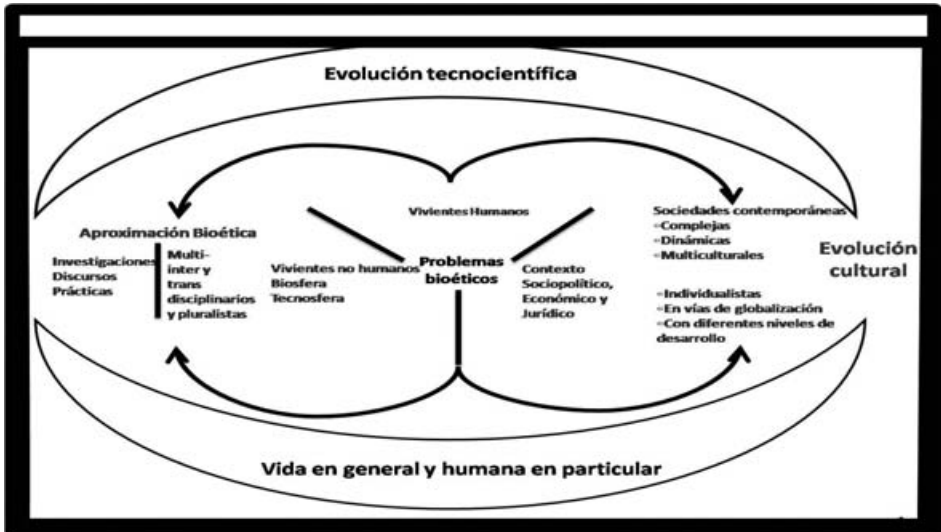 Evolución tecnocientífica
Vivientes Humanos
Aproximación Bioética
Investigaciones
Discursos
Prácticas
Multi-
inter y
trans
disciplinarios
y pluralistas
Vivientes no humanos
Biosfera
Tecnosfera
Problemas
bioéticos
Contexto
Sociopolítico,
Económico y
Jurídico
Sociedades contemporáneas
◦Complejas
◦Dinámicas
◦Multiculturales
◦Individualistas
◦En vías de globalización
◦Con diferentes niveles de
desarrollo
Evolución
cultural
Vida en general y humana en particular